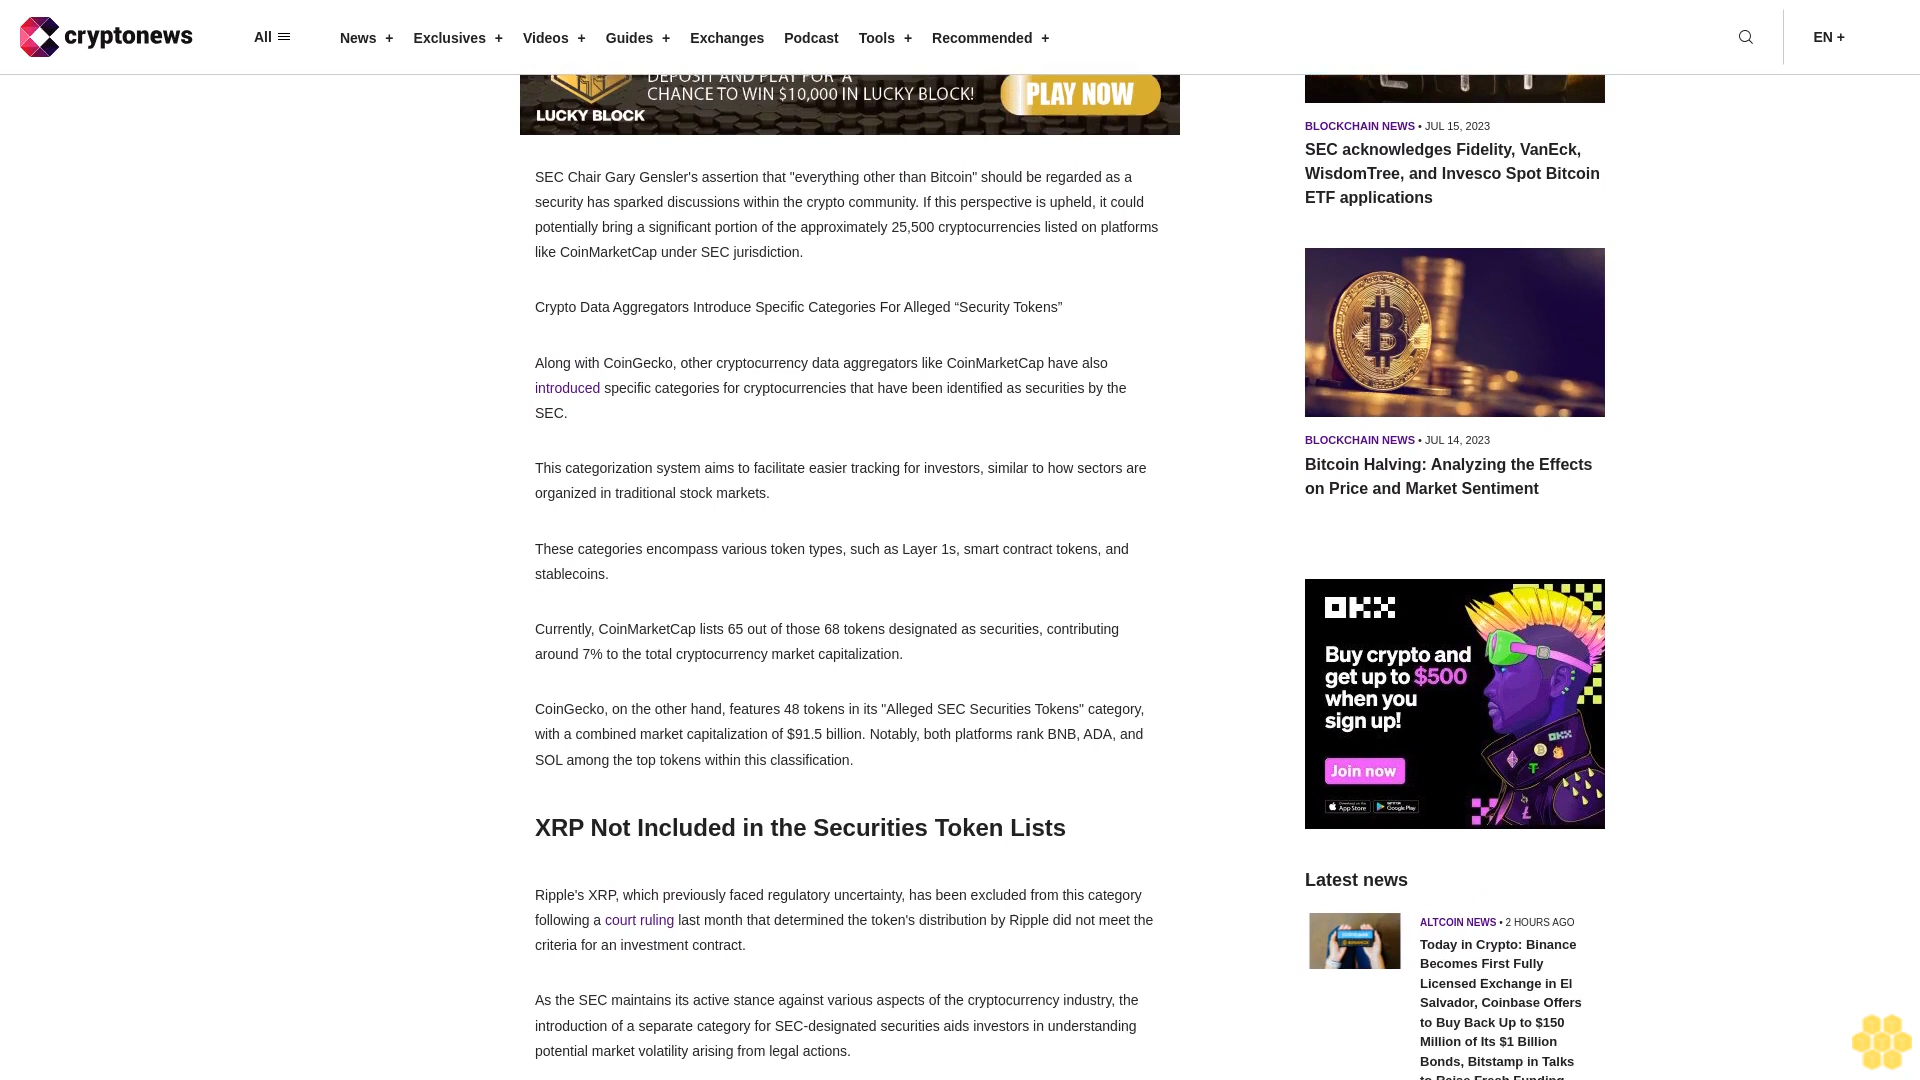 cryptonews
All
News +
Exclusives +
Videos +
Guides +
Exchanges
Podcast
Tools +
Recommended +
EN +
DEPOSIT AND PLAY FOR A
CHANCE TO WIN $10,000 IN LUCKY BLOCK!
PLAY NOW
LUCKY BLOCK
SEC Chair Gary Gensler's assertion that "everything other than Bitcoin" should be regarded as a
security has sparked discussions within the crypto community. If this perspective is upheld, it could
potentially bring a significant portion of the approximately 25,500 cryptocurrencies listed on platforms
like CoinMarketCap under SEC jurisdiction.
Crypto Data Aggregators Introduce Specific Categories For Alleged “Security Tokens”
Along with CoinGecko, other cryptocurrency data aggregators like CoinMarketCap have also
introduced specific categories for cryptocurrencies that have been identified as securities by the
SEC.
This categorization system aims to facilitate easier tracking for investors, similar to how sectors are
organized in traditional stock markets.
These categories encompass various token types, such as Layer 1s, smart contract tokens, and
stablecoins.
Currently, CoinMarketCap lists 65 out of those 68 tokens designated as securities, contributing
around 7% to the total cryptocurrency market capitalization.
CoinGecko, on the other hand, features 48 tokens in its "Alleged SEC Securities Tokens" category,
with a combined market capitalization of $91.5 billion. Notably, both platforms rank BNB, ADA, and
SOL among the top tokens within this classification.
XRP Not Included in the Securities Token Lists
Ripple's XRP, which previously faced regulatory uncertainty, has been excluded from this category
following a court ruling last month that determined the token's distribution by Ripple did not meet the
criteria for an investment contract.
As the SEC maintains its active stance against various aspects of the cryptocurrency industry, the
introduction of a separate category for SEC-designated securities aids investors in understanding
potential market volatility arising from legal actions.
BLOCKCHAIN NEWS • JUL 15, 2023
SEC acknowledges Fidelity, VanEck,
WisdomTree, and Invesco Spot Bitcoin
ETF applications
BLOCKCHAIN NEWS • JUL 14, 2023
Bitcoin Halving: Analyzing the Effects
on Price and Market Sentiment
OKX
Buy crypto and
get up to $500
when you
sign up!
Join now
App Store
Google Play
OKX
Latest news
ALTCOIN NEWS • 2 HOURS AGO
Today in Crypto: Binance
Becomes First Fully
Licensed Exchange in El
Salvador, Coinbase Offers
to Buy Back Up to $150
Million of Its $1 Billion
Bonds, Bitstamp in Talks
to Raise Fresh Funding